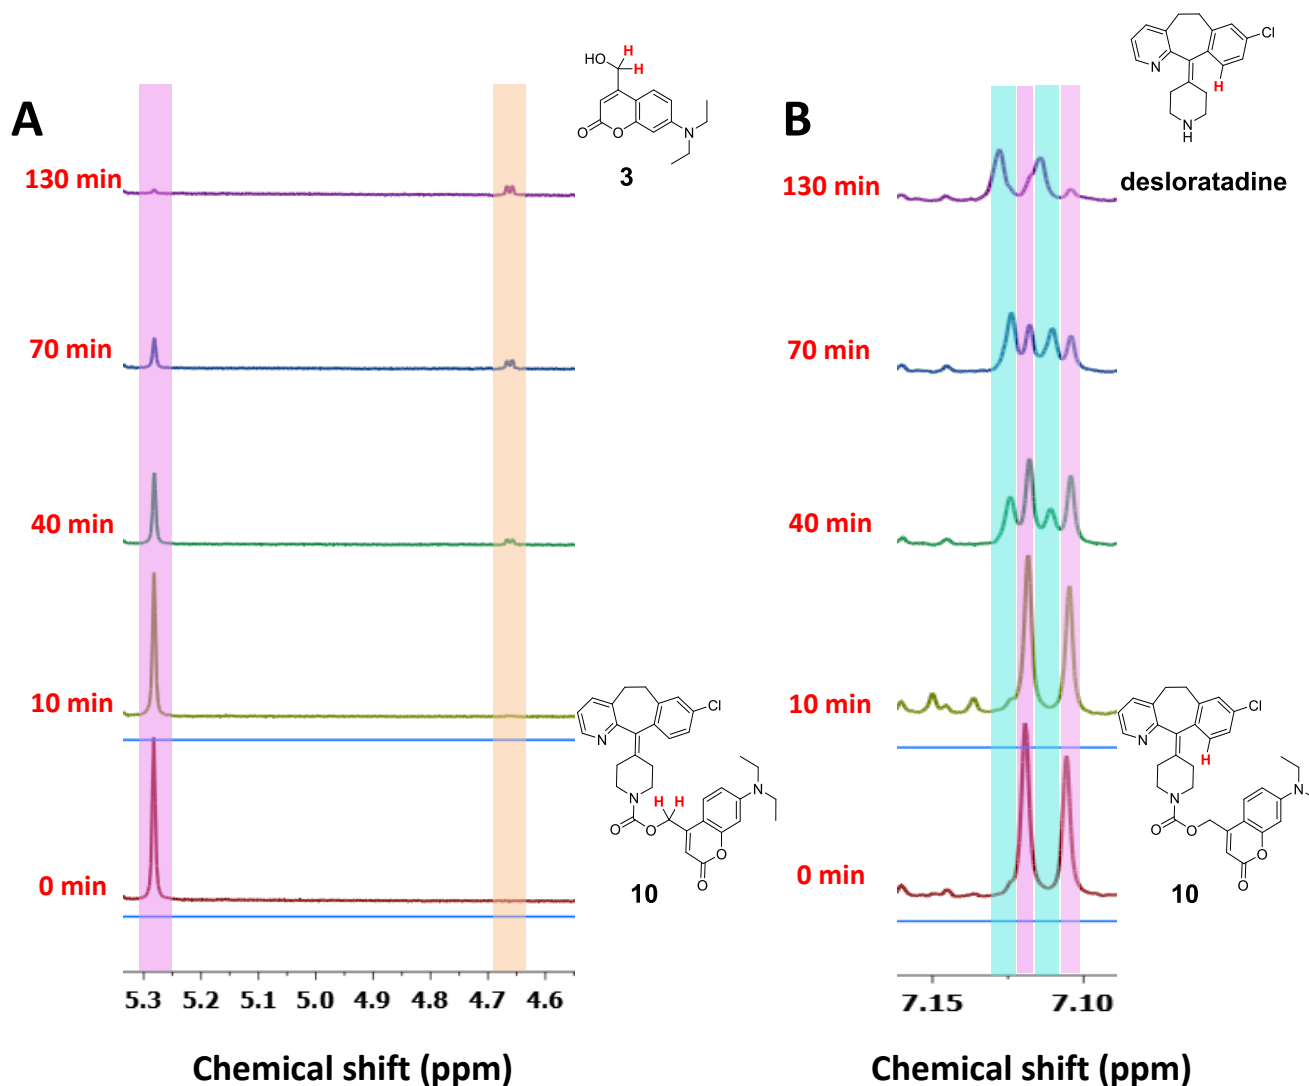 A
HO
H
H
O
O
N
3
130 min
70 min
40 min
10 min
0 min
Cl
N
N
H H
O
O
N
O
O
10
5.3 5.2 5.1 5.0 4.9 4.8 4.7 4.6
Chemical shift (ppm)
B
Cl
N
H
N
H
desloratadine
130 min
70 min
40 min
10 min
0 min
Cl
N
H
N
O
O
N
O
O
10
7.15 7.10
Chemical shift (ppm)